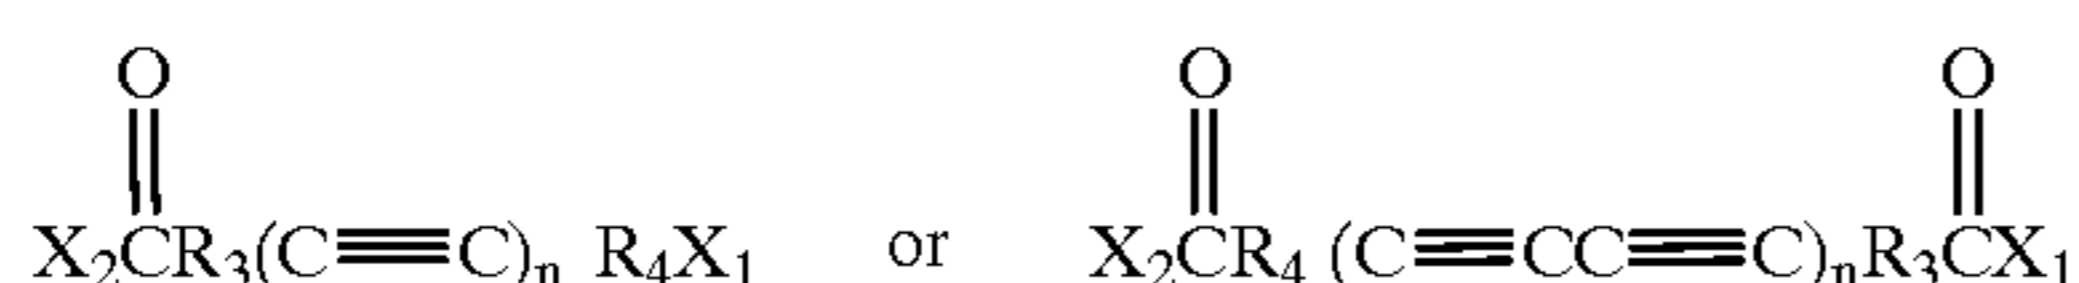 O O O
X₂CR₃(C≡C)ₙ R₄X₁ or X₂CR₄ (C≡CC≡C)ₙR₃CX₁